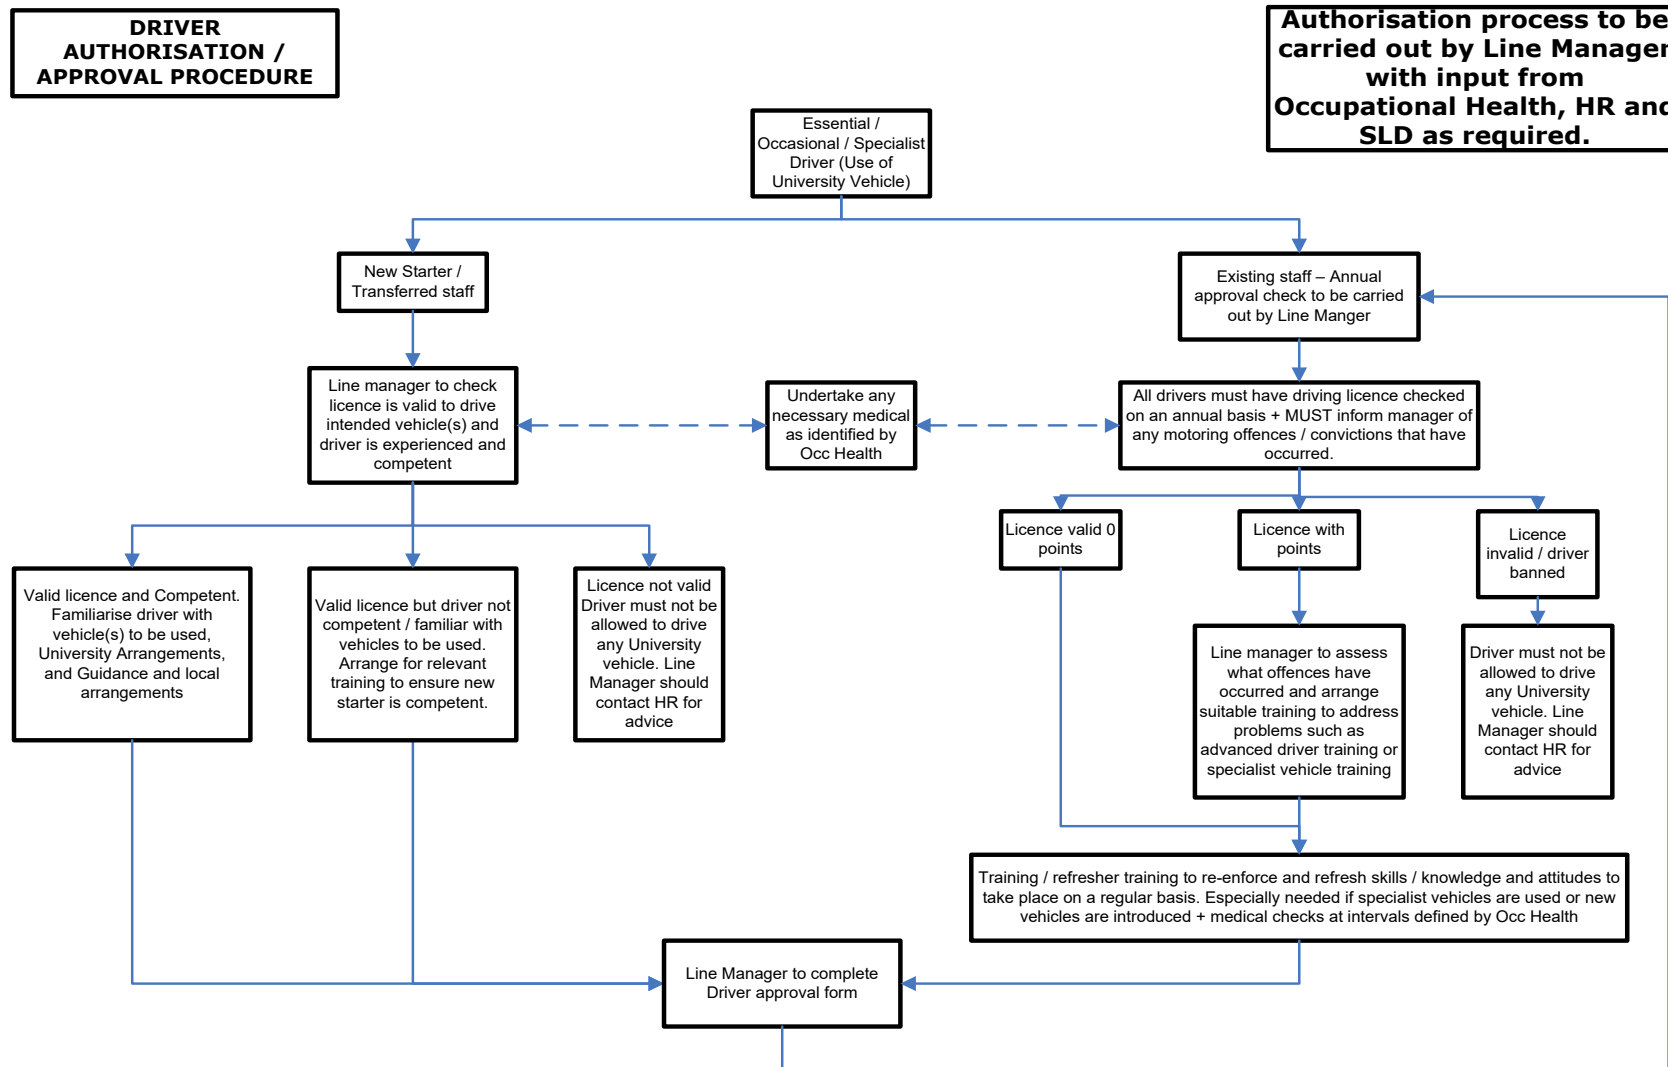 DRIVER
AUTHORISATION /
APPROVAL PROCEDURE
Authorisation process to be
carried out by Line Manager
with input from
Occupational Health, HR and
SLD as required.
Essential /
Occasional / Specialist
Driver (Use of
University Vehicle)
New Starter /
Transferred staff
Existing staff – Annual
approval check to be carried
out by Line Manger
Line manager to check
licence is valid to drive
intended vehicle(s) and
driver is experienced and
competent
Undertake any
necessary medical
as identified by
Occ Health
All drivers must have driving licence checked
on an annual basis + MUST inform manager of
any motoring offences / convictions that have
occurred.
Licence valid 0
points
Licence with
points
Licence
invalid / driver
banned
Valid licence and Competent.
Familiarise driver with
vehicle(s) to be used,
University Arrangements,
and Guidance and local
arrangements
Valid licence but driver not
competent / familiar with
vehicles to be used.
Arrange for relevant
training to ensure new
starter is competent.
Licence not valid
Driver must not be
allowed to drive
any University
vehicle. Line
Manager should
contact HR for
advice
Line manager to assess
what offences have
occurred and arrange
suitable training to address
problems such as
advanced driver training or
specialist vehicle training
Driver must not be
allowed to drive
any University
vehicle. Line
Manager should
contact HR for
advice
Training / refresher training to re-enforce and refresh skills / knowledge and attitudes to
take place on a regular basis. Especially needed if specialist vehicles are used or new
vehicles are introduced + medical checks at intervals defined by Occ Health
Line Manager to complete
Driver approval form